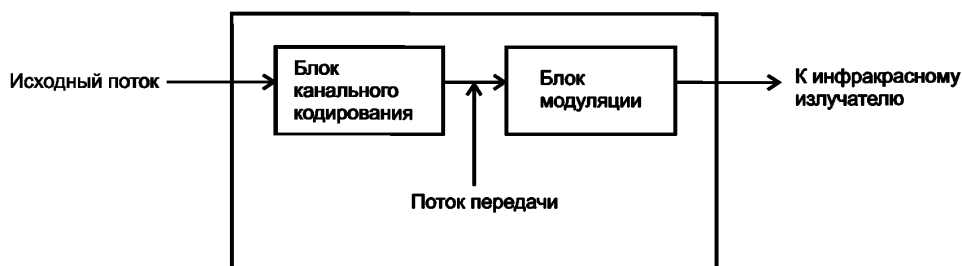 Исходный поток
Блок
канального
кодирования
Блок
модуляции
К инфракрасному
излучателю
Поток передачи